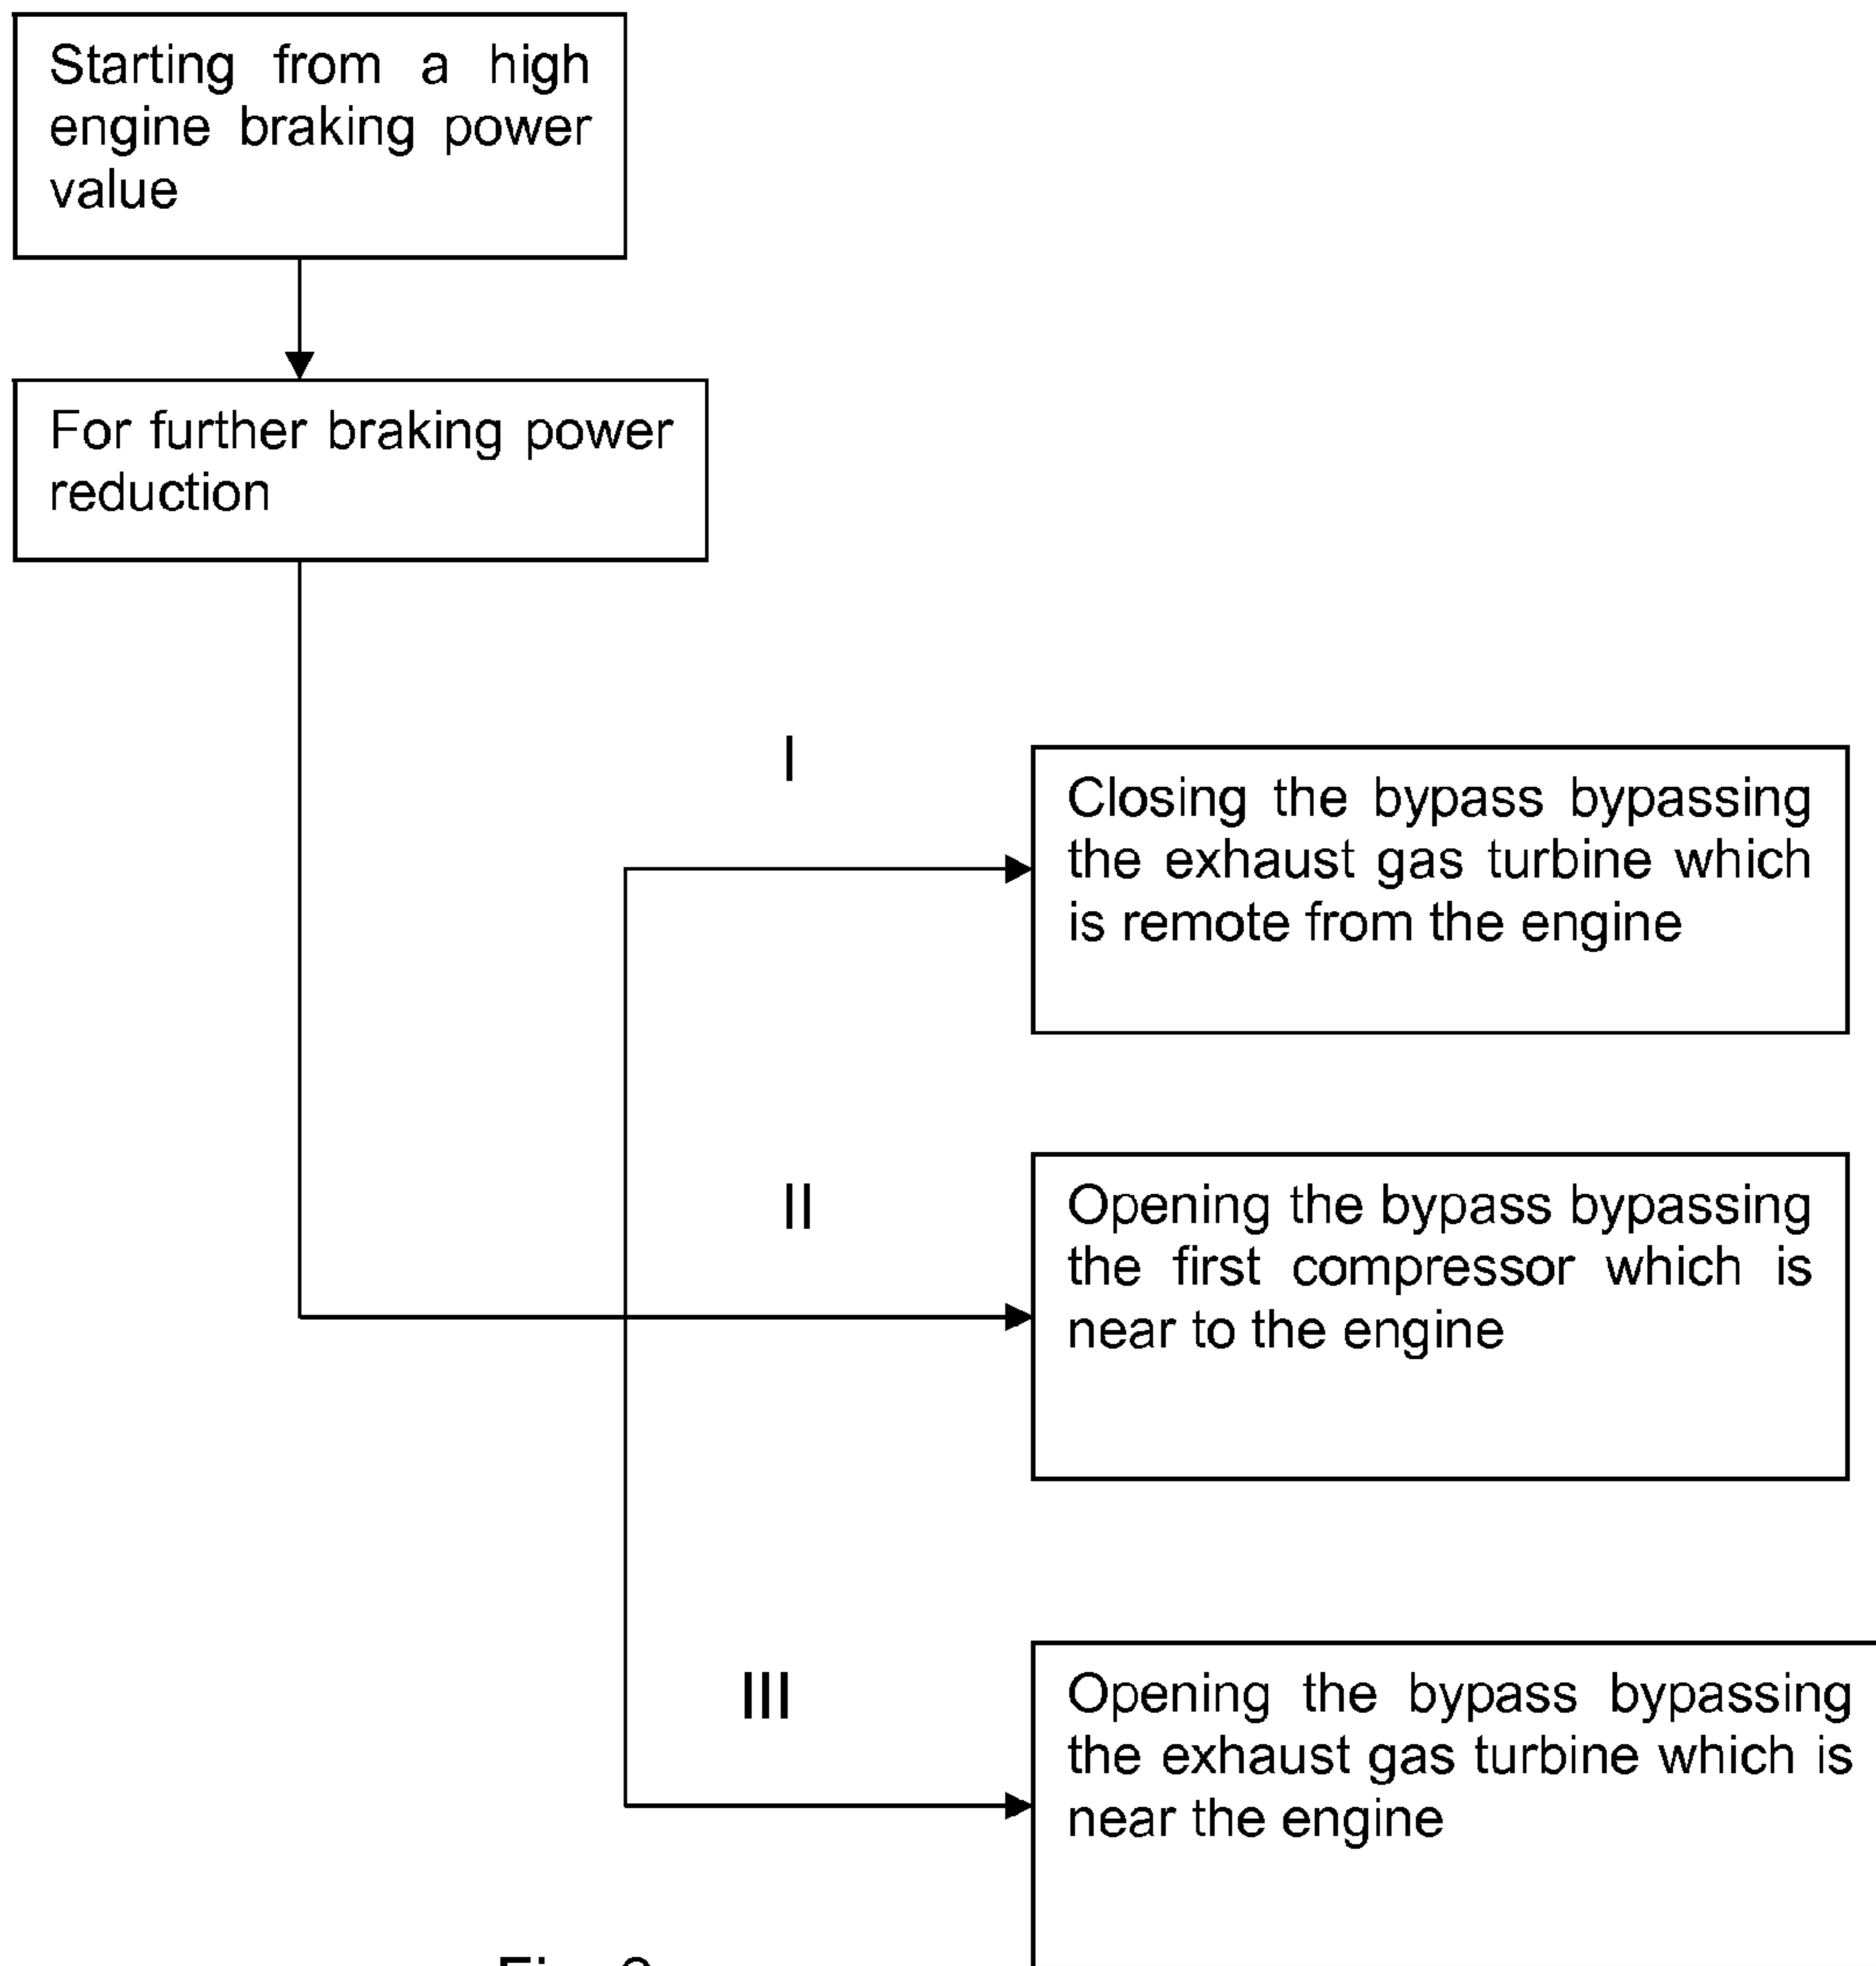 Starting from a high
engine braking power
value
For further braking power
reduction
I
Closing the bypass bypassing
the exhaust gas turbine which
is remote from the engine
II
Opening the bypass bypassing
the first compressor which is
near to the engine
III
Opening the bypass bypassing
the exhaust gas turbine which is
near the engine